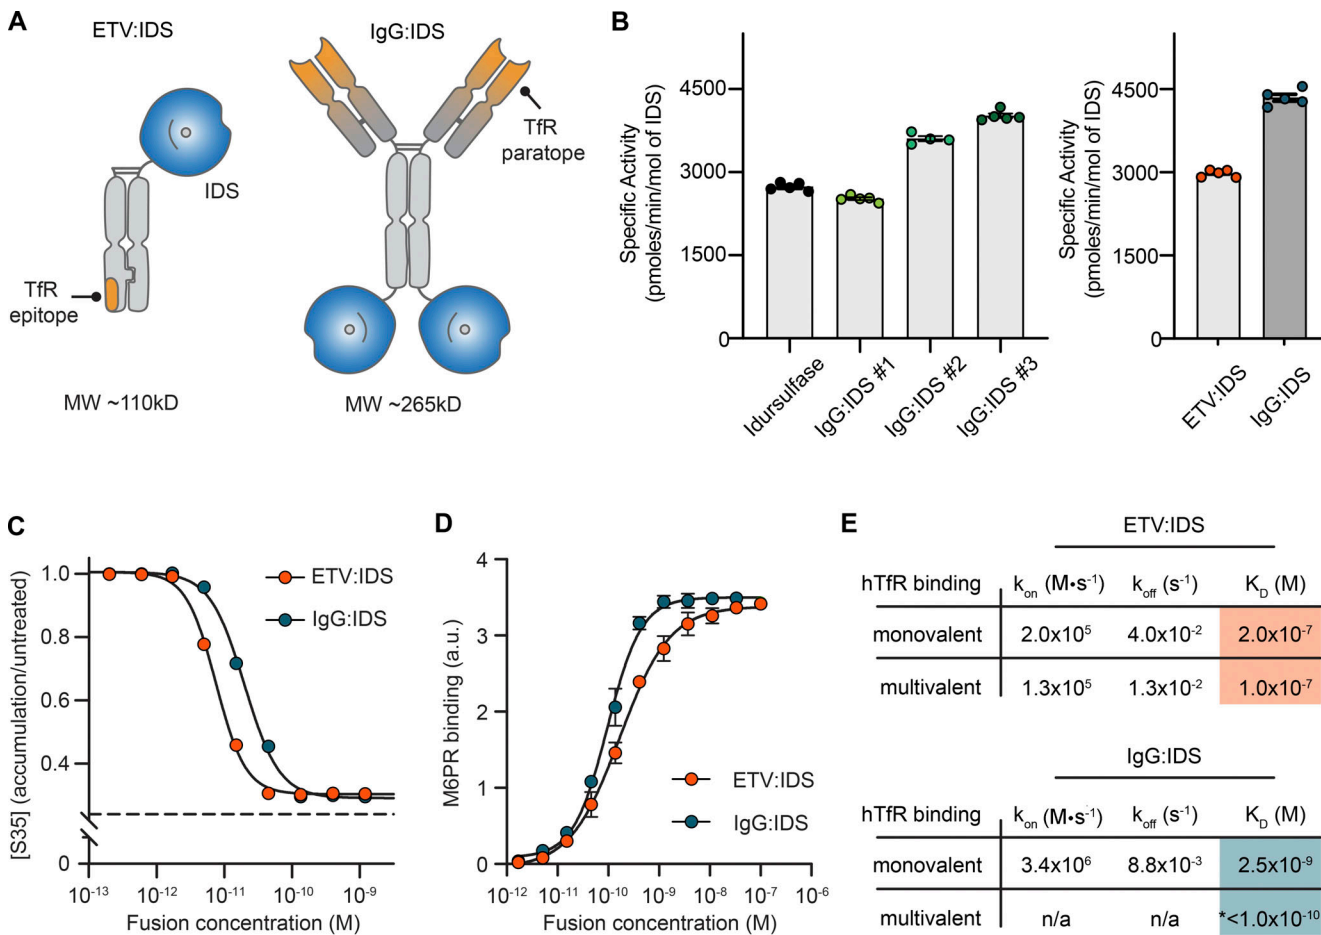 A
ETV:IDS
IgG:IDS
IDS
TfR
paratope
TfR
epitope
MW ~110kD
MW ~265kD
B
Specific Activity
(pmoles/min/mol of IDS)
4500
3000
1500
0
Idursulfase
IgG:IDS #1
IgG:IDS #2
IgG:IDS #3
Specific Activity
(pmoles/min/mol of IDS)
4500
3000
1500
0
ETV:IDS
IgG:IDS
C
[S35] (accumulation/untreated)
1.0
0.8
0.6
0.4
0
ETV:IDS
IgG:IDS
10⁻¹³ 10⁻¹² 10⁻¹¹ 10⁻¹⁰ 10⁻⁹
Fusion concentration (M)
D
M6PR binding (a.u.)
4
3
2
1
0
ETV:IDS
IgG:IDS
10⁻¹² 10⁻¹¹ 10⁻¹⁰ 10⁻⁹ 10⁻⁸ 10⁻⁷ 10⁻⁶
Fusion concentration (M)
E
ETV:IDS
hTfR binding kon (M•s⁻¹) koff (s⁻¹) KD (M)
monovalent 2.0x10⁵ 4.0x10⁻² 2.0x10⁻⁷
multivalent 1.3x10⁵ 1.3x10⁻² 1.0x10⁻⁷
IgG:IDS
hTfR binding kon (M•s⁻¹) koff (s⁻¹) KD (M)
monovalent 3.4x10⁶ 8.8x10⁻³ 2.5x10⁻⁹
multivalent n/a n/a *<1.0x10⁻¹⁰